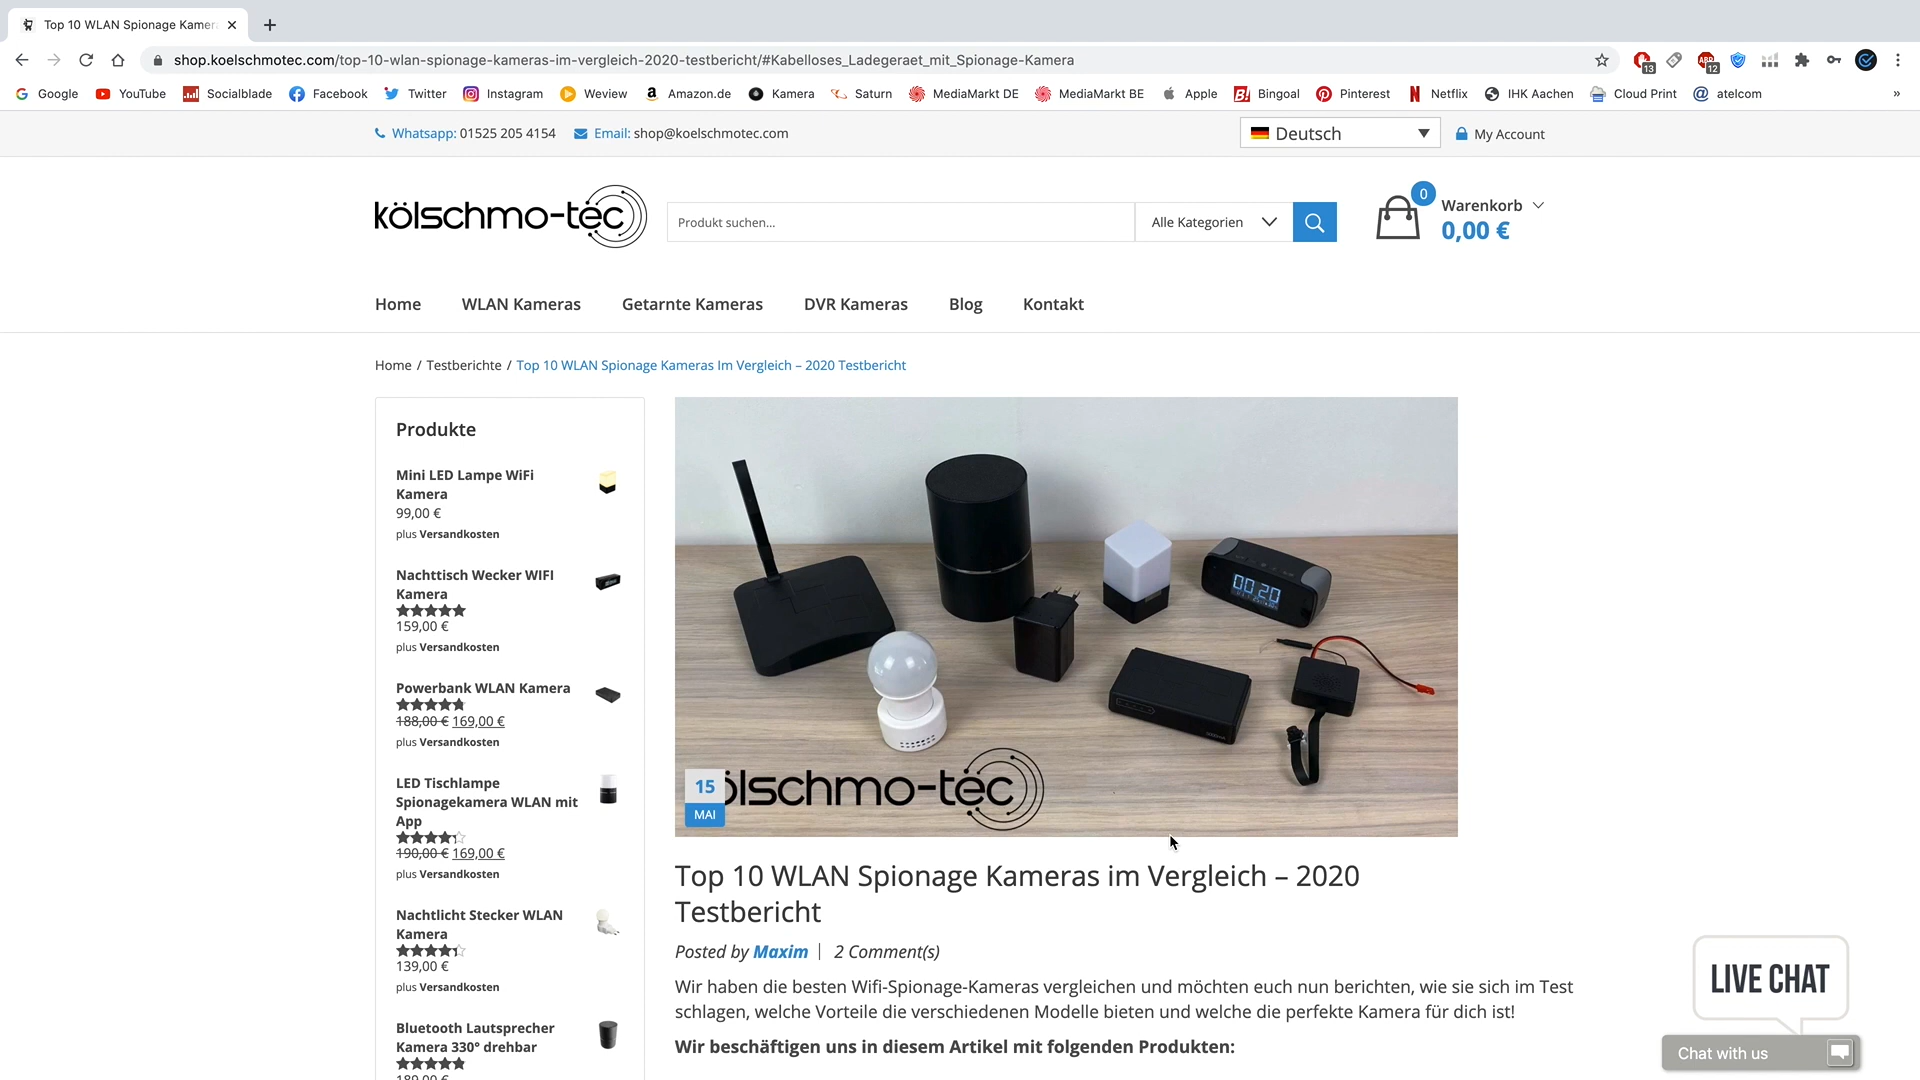 Top 10 WLAN Spionage Kamer
shop.koelschmotec.com/top-10-wlan-spionage-kameras-im-vergleich-2020-testbericht/#Kabelloses_Ladegeraet_mit_Spionage-Kamera
13
ABP
12
Google YouTube Socialblade Facebook Twitter Instagram Weview Amazon.de Kamera Saturn MediaMarkt DE MediaMarkt BE Apple Bingoal Pinterest Netflix IHK Aachen Cloud Print atelcom »
Whatsapp: 01525 205 4154 Email: shop@koelschmotec.com
Deutsch
My Account
kölschmo-tec
Produkt suchen...
Alle Kategorien
0
Warenkorb
0,00 €
Home WLAN Kameras Getarnte Kameras DVR Kameras Blog Kontakt
Home / Testberichte / Top 10 WLAN Spionage Kameras Im Vergleich – 2020 Testbericht
Produkte
Mini LED Lampe WiFi
Kamera
99,00 €
plus Versandkosten
Nachttisch Wecker WIFI
Kamera
159,00 €
plus Versandkosten
Powerbank WLAN Kamera
188,00 € 169,00 €
plus Versandkosten
LED Tischlampe
Spionagekamera WLAN mit
App
190,00 € 169,00 €
plus Versandkosten
Nachtlicht Stecker WLAN
Kamera
139,00 €
plus Versandkosten
Bluetooth Lautsprecher
Kamera 330° drehbar
189,00 €
00:20
kölschmo-tec
15
MAI
Top 10 WLAN Spionage Kameras im Vergleich – 2020
Testbericht
Posted by Maxim | 2 Comment(s)
Wir haben die besten Wifi-Spionage-Kameras vergleichen und möchten euch nun berichten, wie sie sich im Test
schlagen, welche Vorteile die verschiedenen Modelle bieten und welche die perfekte Kamera für dich ist!
Wir beschäftigen uns in diesem Artikel mit folgenden Produkten:
LIVE CHAT
Chat with us